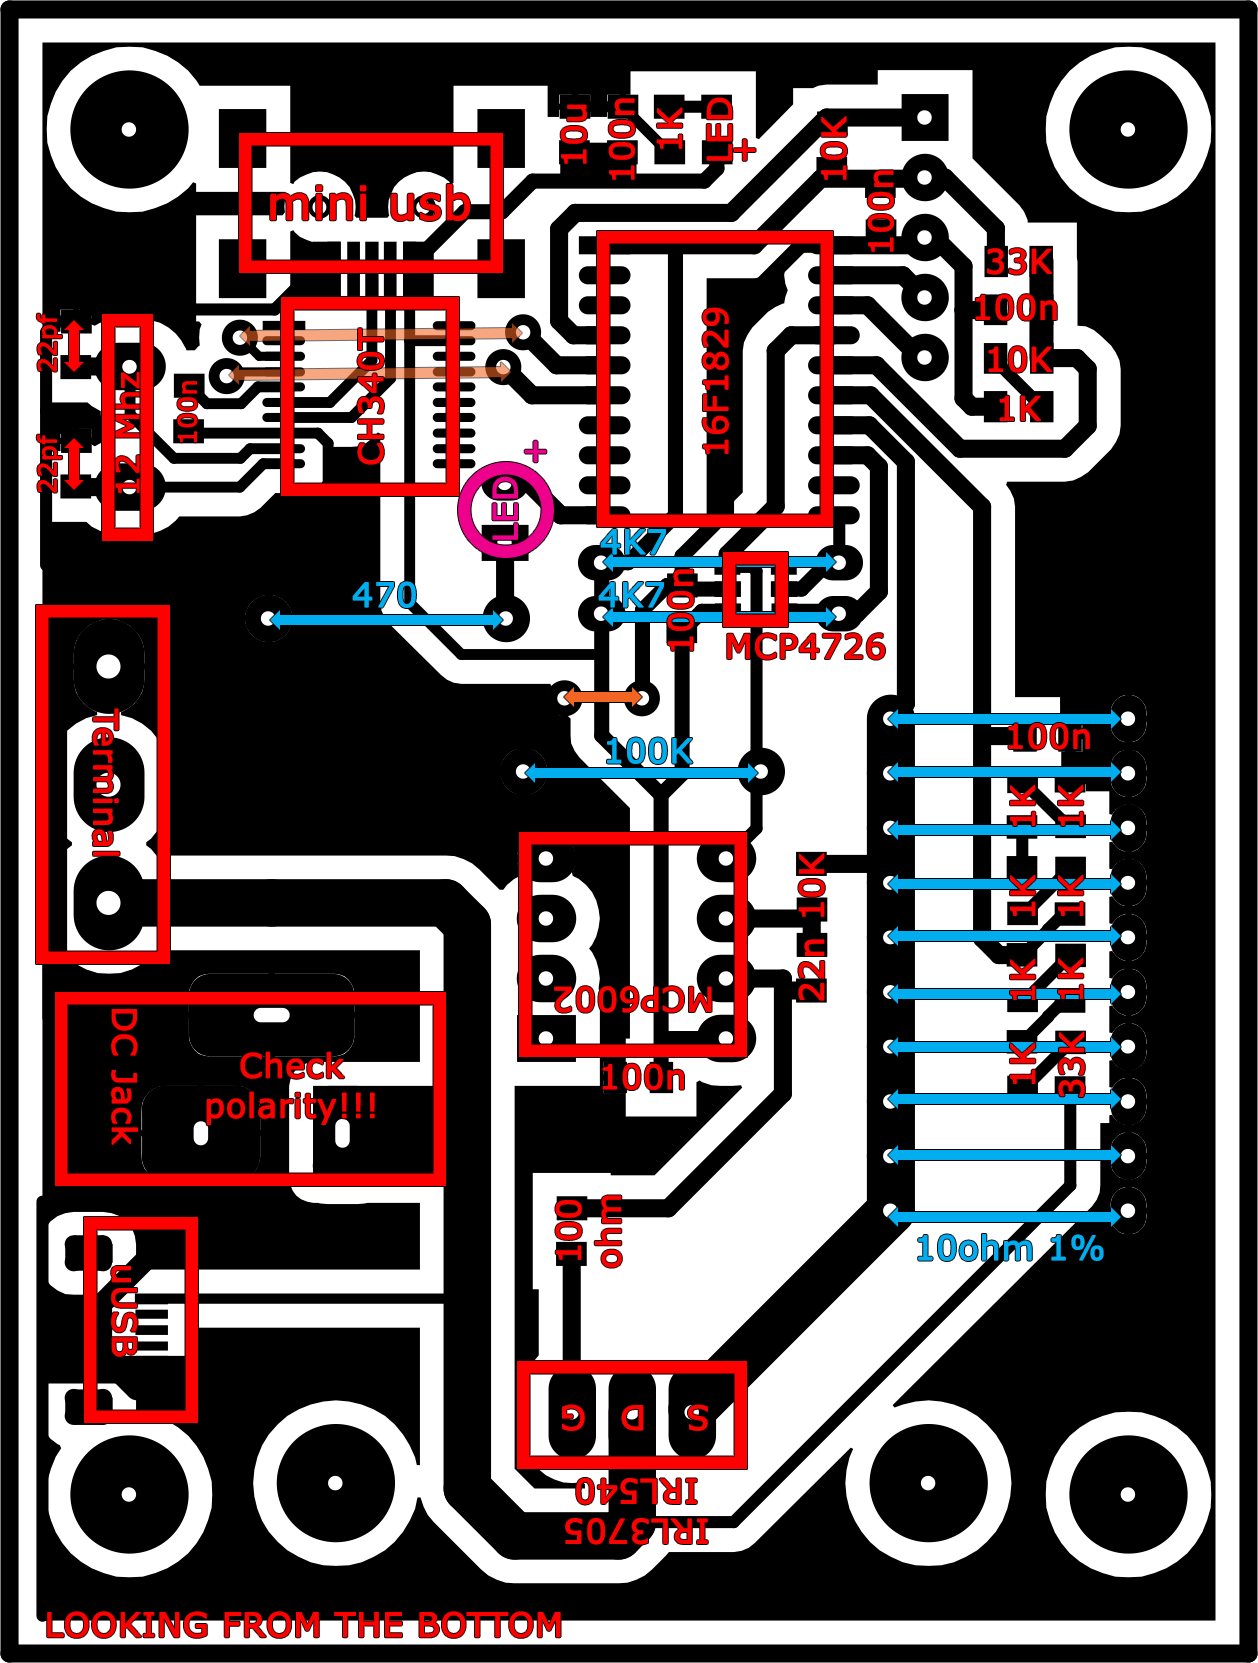 10u
100n
1K
LED
+
10K
mini usb
100n
33K
100n
10K
1K
22pf
22pf
12 Mhz
100n
CH340T
16F1829
+
LED
4K7
470
4K7
100n
MCP4726
Terminal
100K
100n
1K
1K
10K
1K
1K
22n
1K
1K
MCP6002
100n
1K
33K
DC Jack
Check
polarity!!!
100
ohm
10ohm 1%
uUSB
G D S
IRL540
IRL3705
LOOKING FROM THE BOTTOM